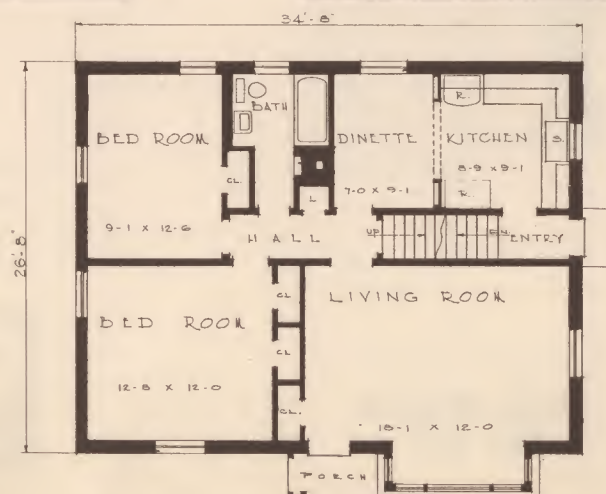 34'-8"
26'-8"
BED ROOM
9-1 x 12-6
BATH
CL.
L
DINETTE
7-0 x 9-1
KITCHEN
8-9 x 9-1
R.
S.
R.
HALL
UP
DN.
ENTRY
BED ROOM
12-8 x 12-0
CL
CL
CL.
LIVING ROOM
18-1 x 12-0
PORCH